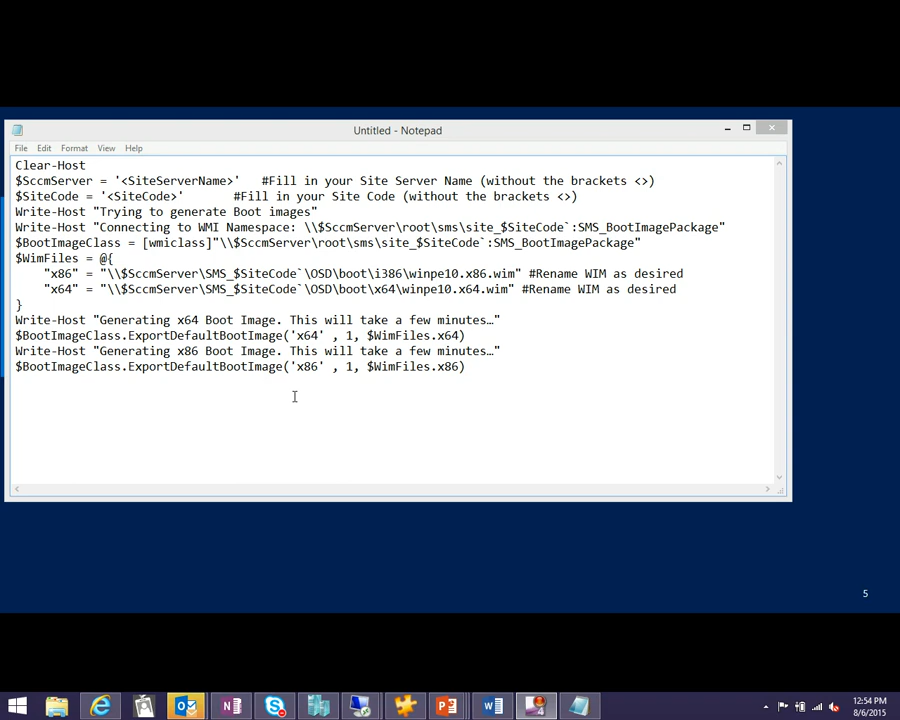 Untitled - Notepad
File Edit Format View Help
Clear-Host
$SccmServer = '<SiteServerName>' #Fill in your Site Server Name (without the brackets <>)
$SiteCode = '<SiteCode>' #Fill in your Site Code (without the brackets <>)
Write-Host "Trying to generate Boot images"
Write-Host "Connecting to WMI Namespace: \\$SccmServer\root\sms\site_$SiteCode`:SMS_BootImagePackage"
$BootImageClass = [wmiclass]"\\$SccmServer\root\sms\site_$SiteCode`:SMS_BootImagePackage"
$WimFiles = @{
"x86" = "\\$SccmServer\SMS_$SiteCode`\OSD\boot\i386\winpe10.x86.wim" #Rename WIM as desired
"x64" = "\\$SccmServer\SMS_$SiteCode`\OSD\boot\x64\winpe10.x64.wim" #Rename WIM as desired
}
Write-Host "Generating x64 Boot Image. This will take a few minutes…"
$BootImageClass.ExportDefaultBootImage('x64' , 1, $WimFiles.x64)
Write-Host "Generating x86 Boot Image. This will take a few minutes…"
$BootImageClass.ExportDefaultBootImage('x86' , 1, $WimFiles.x86)
5
12:54 PM
8/6/2015